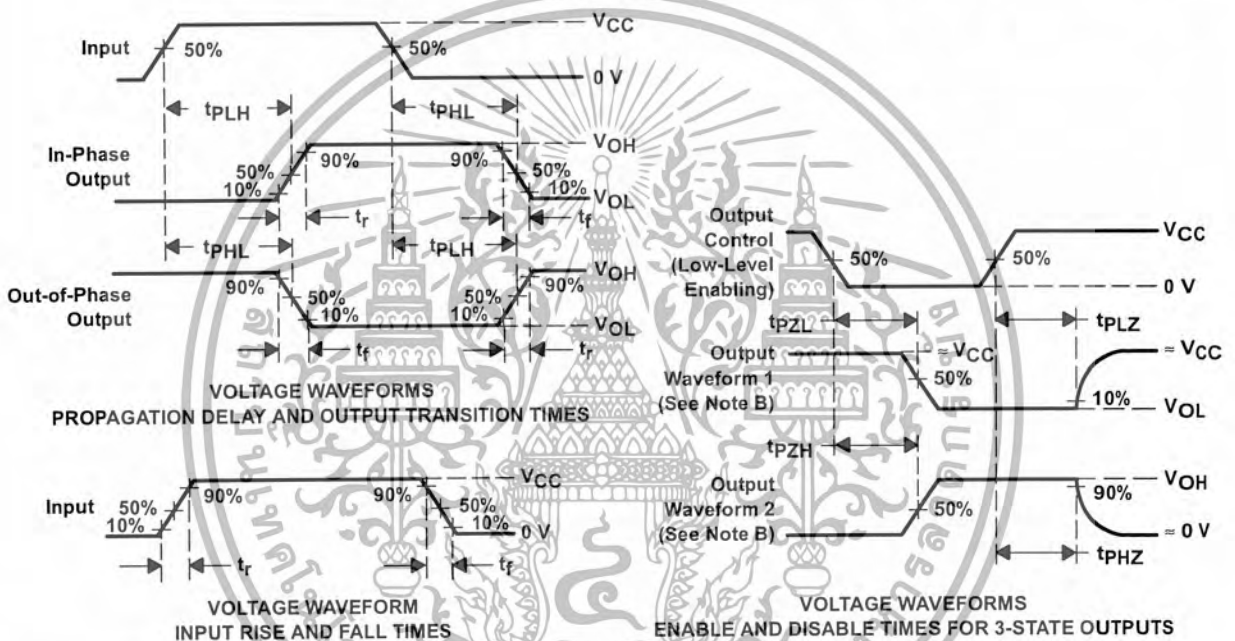 Input
50%
50%
VCC
0 V
tPLH
tPHL
In-Phase
Output
50%
10%
90%
90%
50%
10%
VOH
VOL
tr
tf
tPHL
tPLH
Out-of-Phase
Output
90%
50%
10%
50%
10%
90%
VOH
VOL
tf
tr
VOLTAGE WAVEFORMS
PROPAGATION DELAY AND OUTPUT TRANSITION TIMES
Input
50%
10%
90%
90%
50%
10%
VCC
0 V
tr
tf
VOLTAGE WAVEFORM
INPUT RISE AND FALL TIMES
Output
Control
(Low-Level
Enabling)
50%
50%
VCC
0 V
tPZL
tPLZ
Output
Waveform 1
(See Note B)
≈ VCC
50%
≈ VCC
10%
VOL
tPZH
Output
Waveform 2
(See Note B)
50%
VOH
90%
≈ 0 V
tPHZ
VOLTAGE WAVEFORMS
ENABLE AND DISABLE TIMES FOR 3-STATE OUTPUTS